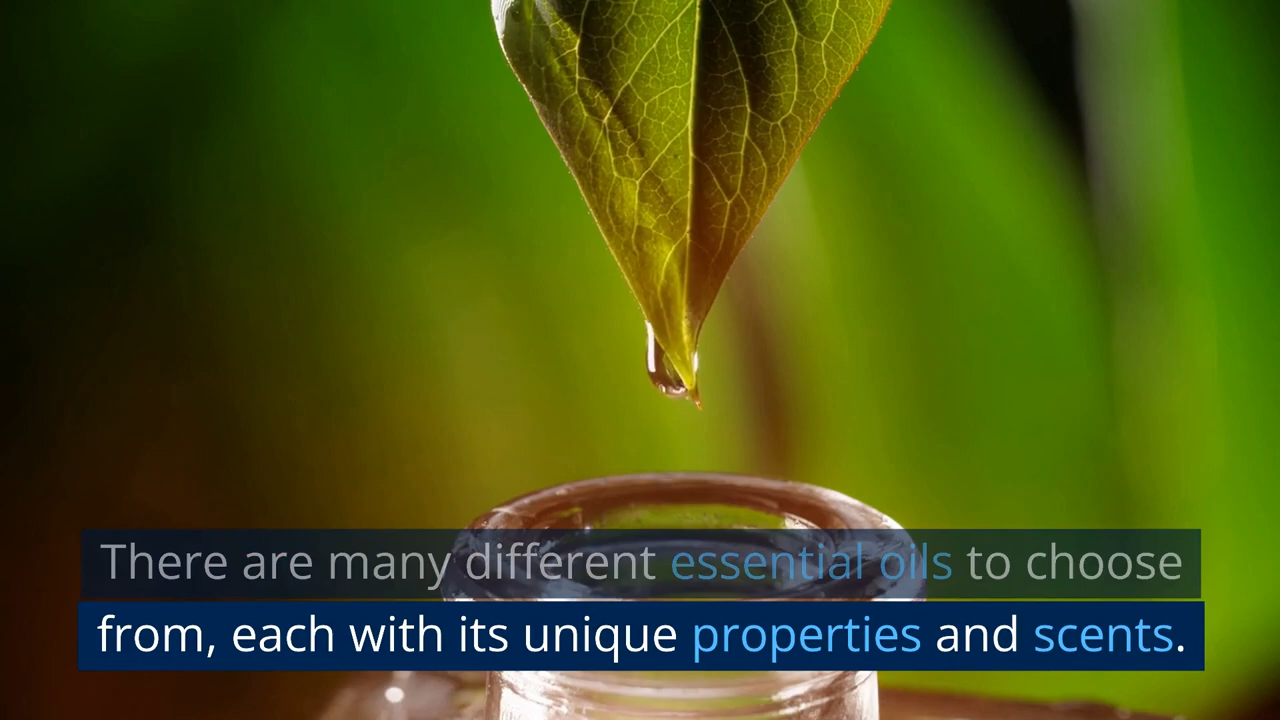 There are many different essential oils to choose
from, each with its unique properties and scents.